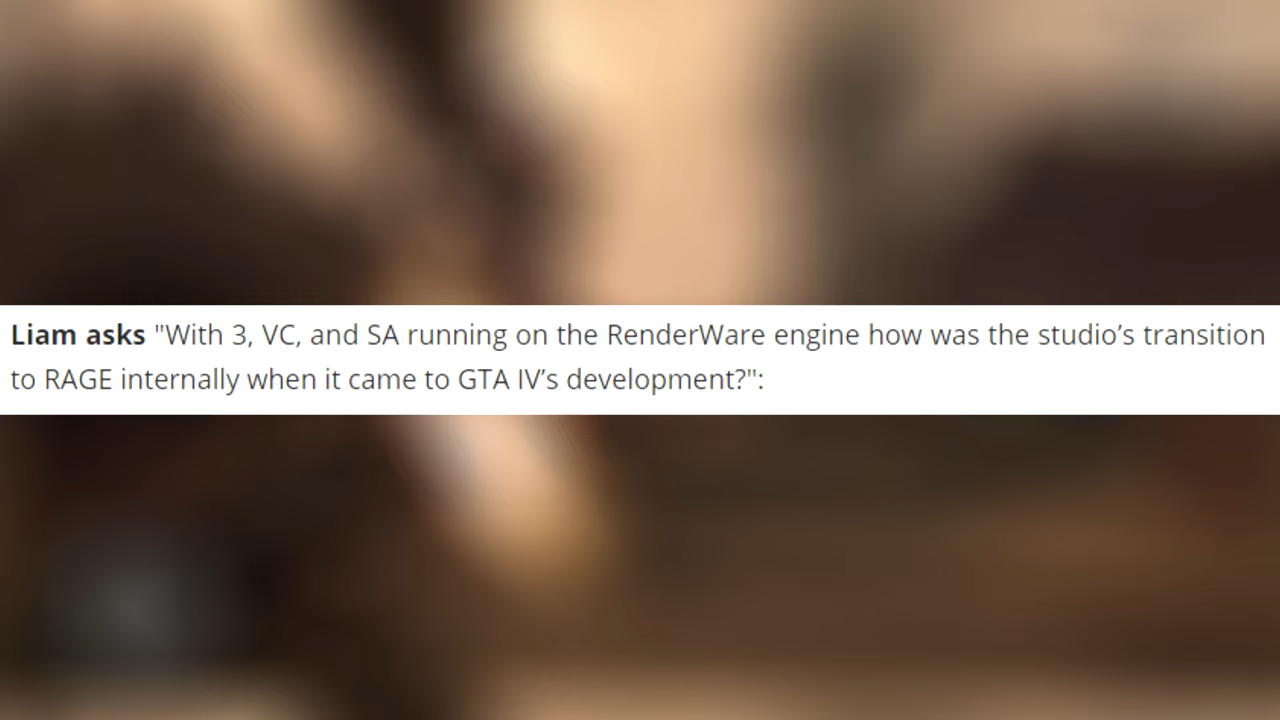 Liam asks "With 3, VC, and SA running on the RenderWare engine how was the studio’s transition
to RAGE internally when it came to GTA IV’s development?":